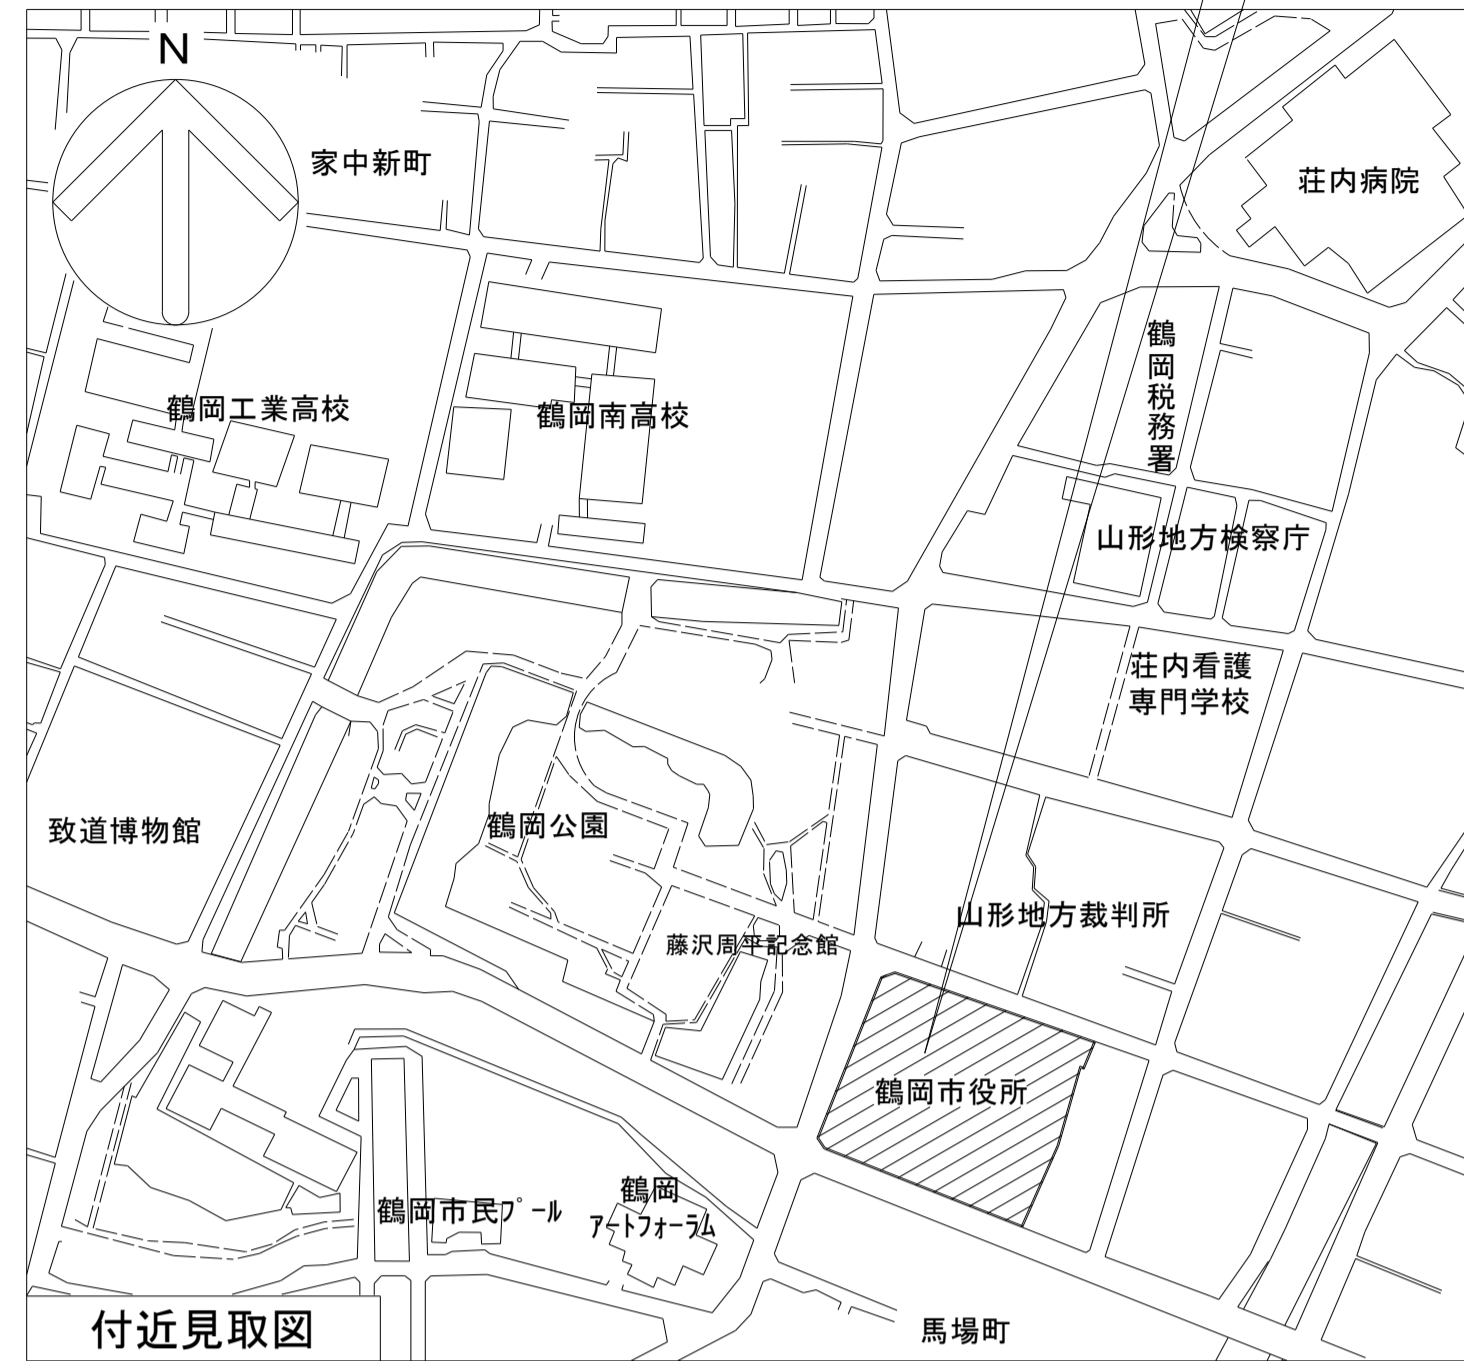 N
家中新町
荘内病院
鶴岡税務署
鶴岡工業高校
鶴岡南高校
山形地方検察庁
荘内看護
専門学校
致道博物館
鶴岡公園
山形地方裁判所
藤沢周平記念館
鶴岡市役所
鶴岡市民ﾌﾟｰﾙ
鶴岡
ｱｰﾄﾌｫｰﾗﾑ
付近見取図
馬場町